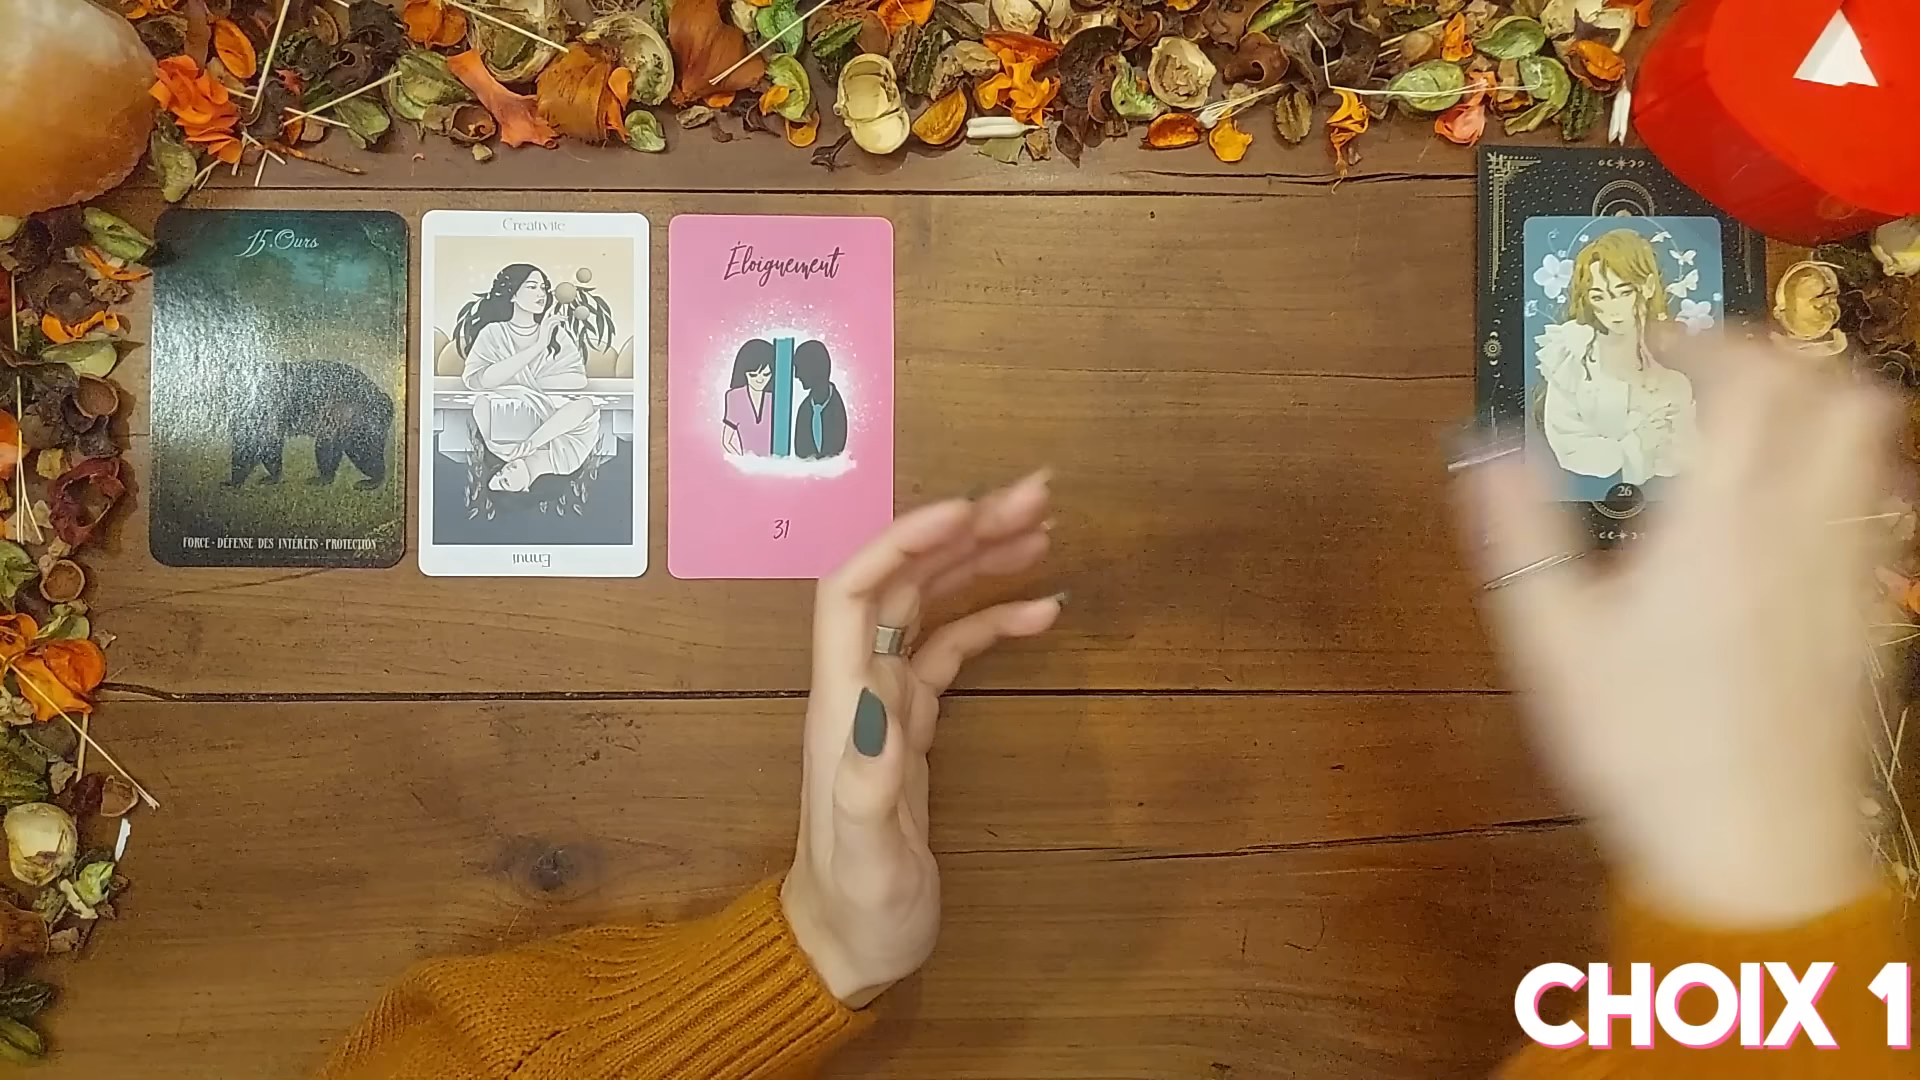 15.Ours
FORCE - DÉFENSE DES INTÉRÊTS - PROTECTION
Créativité
Ennui
Éloignement
31
26
CHOIX 1